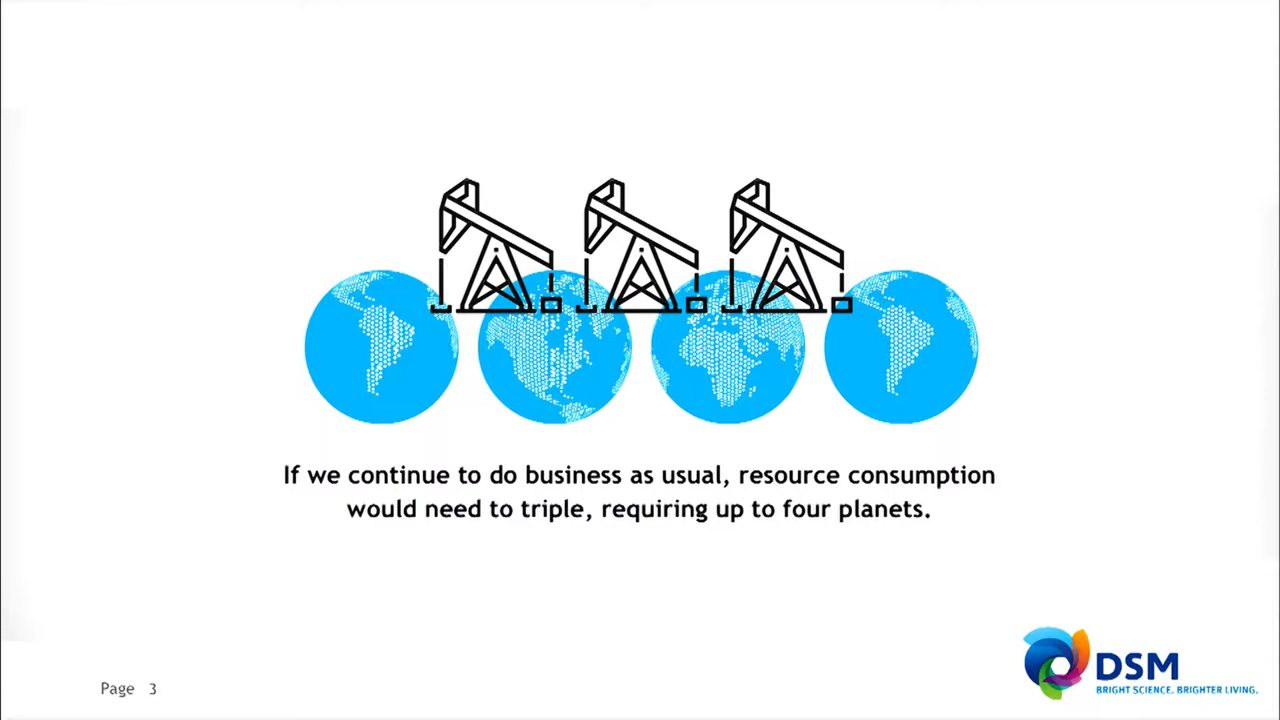 If we continue to do business as usual, resource consumption
would need to triple, requiring up to four planets.
Page 3
DSM
BRIGHT SCIENCE. BRIGHTER LIVING.